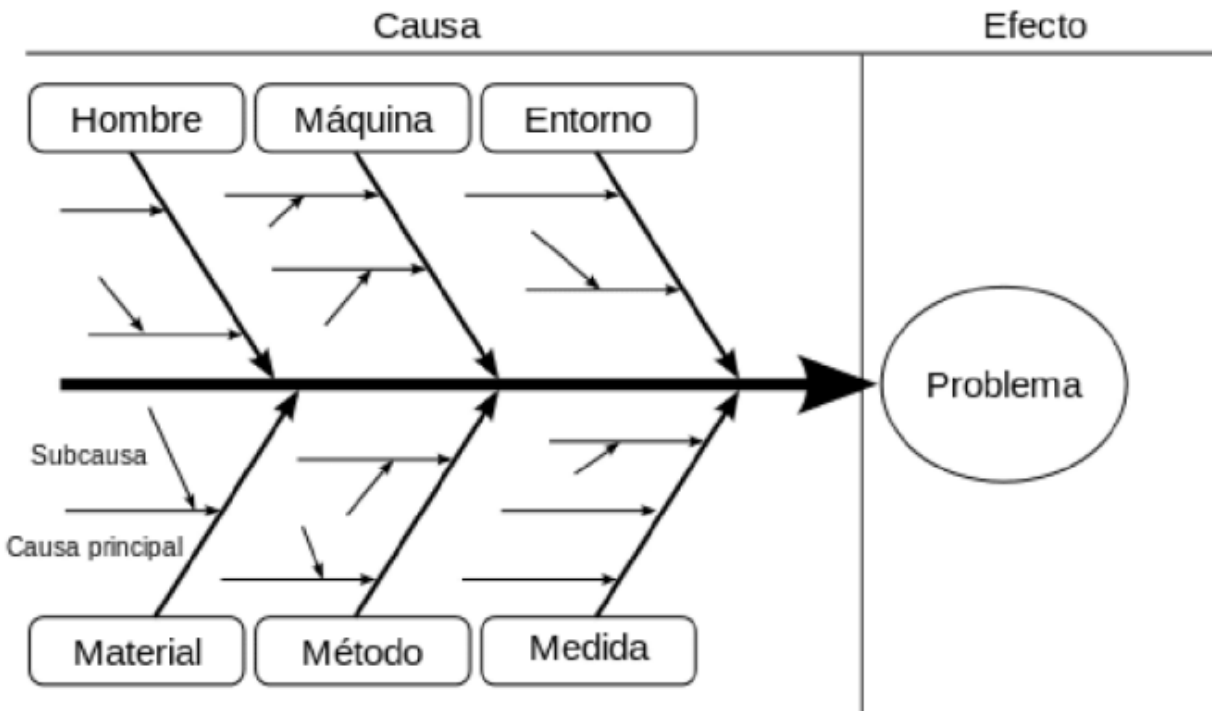 Causa
Efecto
Hombre
Máquina
Entorno
Problema
Subcausa
Causa principal
Material
Método
Medida